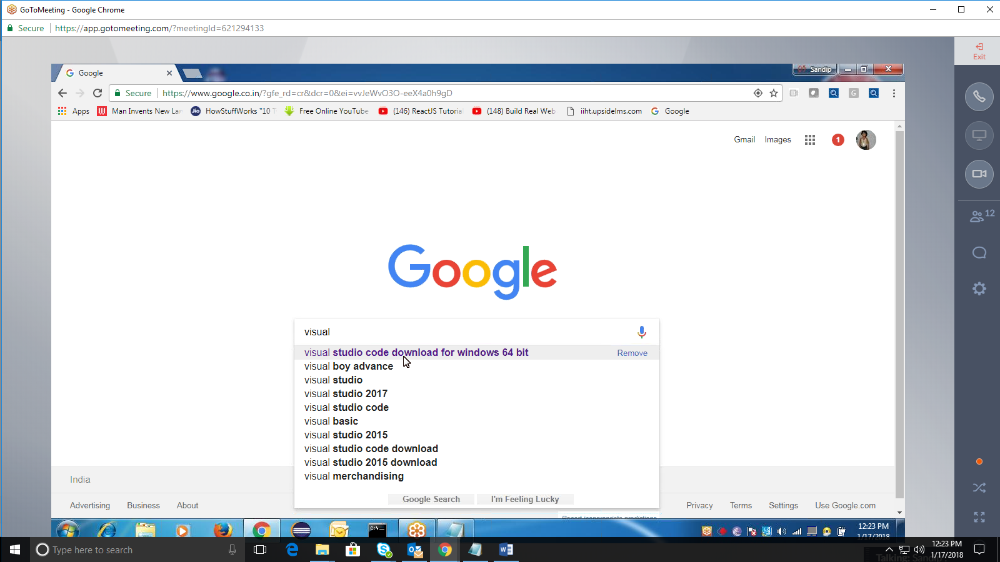 GoToMeeting - Google Chrome
Secure https://app.gotomeeting.com/?meetingId=621294133
Exit
Google
Sandip
Secure https://www.google.co.in/?gfe_rd=cr&dcr=0&ei=vvJeWvO3O-eeX4a0h9gD
Apps Man Invents New Lan Jio HowStuffWorks "10 T Free Online YouTube (146) ReactJS Tutoria (148) Build Real Web iiht.upsidelms.com Google
Gmail Images 1
12
Google
visual
visual studio code download for windows 64 bit Remove
visual boy advance
visual studio
visual studio 2017
visual studio code
visual basic
visual studio 2015
visual studio code download
visual studio 2015 download
visual merchandising
Google Search I'm Feeling Lucky
India
Advertising Business About Privacy Terms Settings Use Google.com
Report inappropriate predictions
12:23 PM
1/17/2018
Type here to search
12:23 PM
1/17/2018
Talking: Sandip